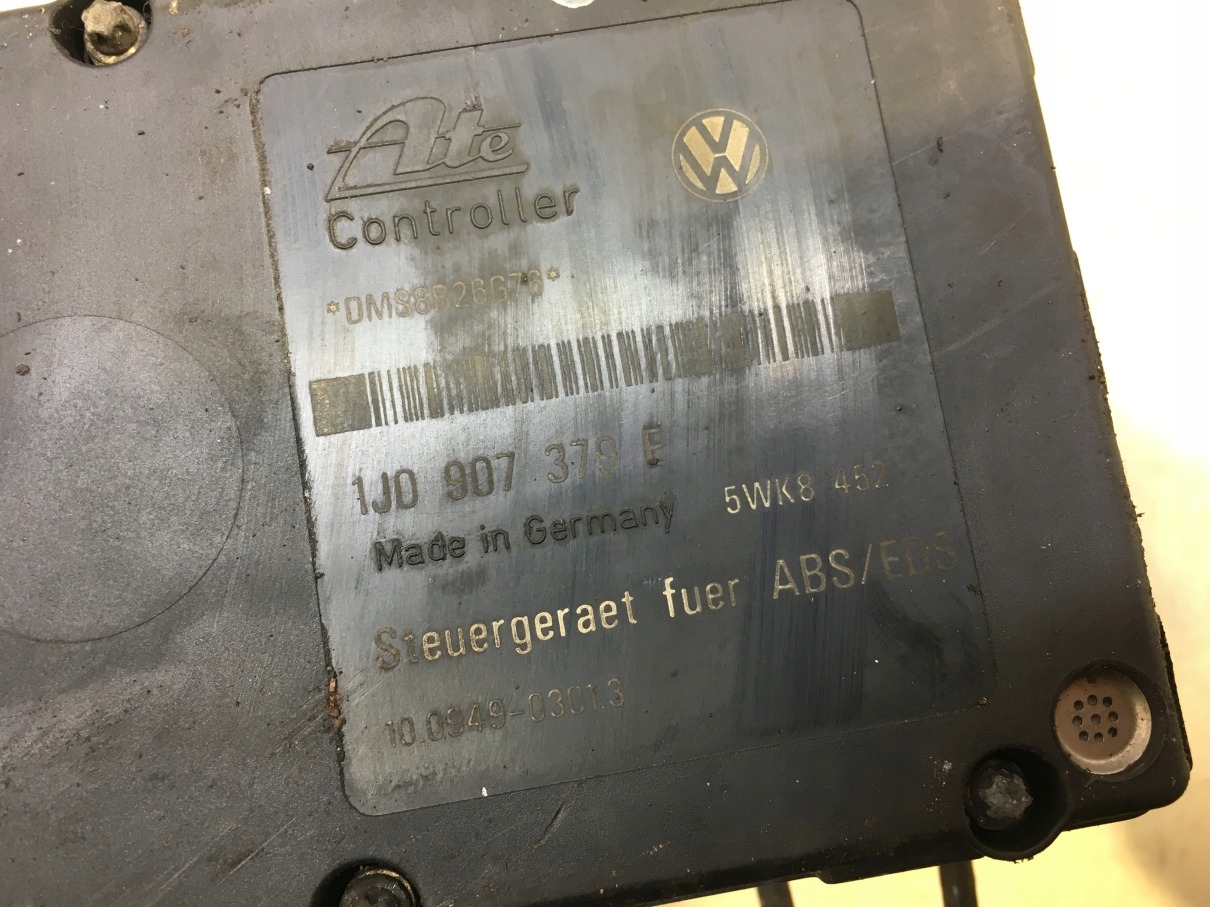 Ate
Controller
*DMS8B26G76*
1J0 907 379 E
Made in Germany 5WK8 452
Steuergeraet fuer ABS/EDS
10.0949-0301.3